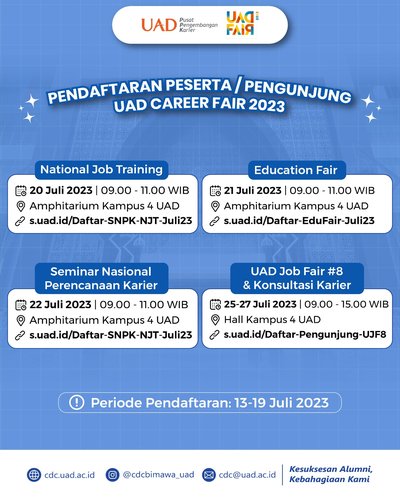 UAD Pusat Pengembangan Karier
UAD FAIR
PENDAFTARAN PESERTA / PENGUNJUNG
UAD CAREER FAIR 2023
National Job Training
20 Juli 2023 | 09.00 - 11.00 WIB
Amphitarium Kampus 4 UAD
s.uad.id/Daftar-SNPK-NJT-Juli23
Education Fair
21 Juli 2023 | 09.00 - 11.00 WIB
Amphitarium Kampus 4 UAD
s.uad.id/Daftar-EduFair-Juli23
Seminar Nasional
Perencanaan Karier
22 Juli 2023 | 09.00 - 11.00 WIB
Amphitarium Kampus 4 UAD
s.uad.id/Daftar-SNPK-NJT-Juli23
UAD Job Fair #8
& Konsultasi Karier
25-27 Juli 2023 | 09.00 - 15.00 WIB
Hall Kampus 4 UAD
s.uad.id/Daftar-Pengunjung-UJF8
Periode Pendaftaran: 13-19 Juli 2023
cdc.uad.ac.id
@cdcbimawa_uad
cdc@uad.ac.id
Kesuksesan Alumni,
Kebahagiaan Kami